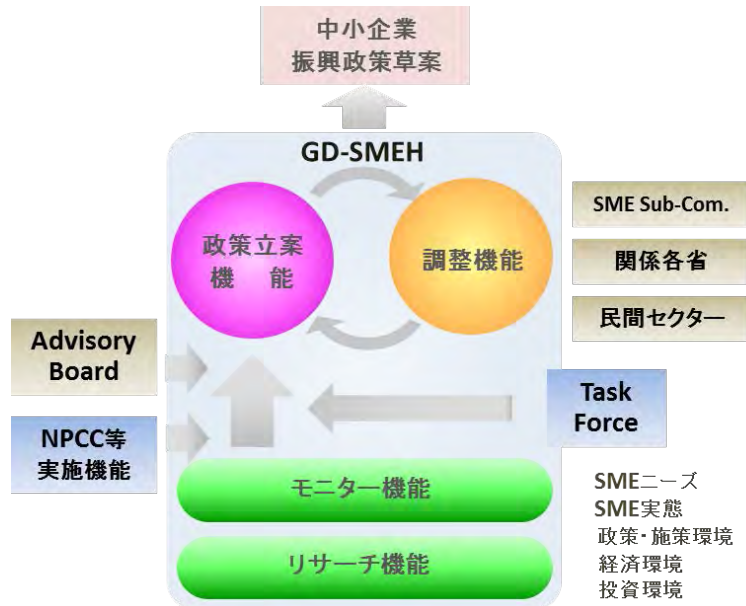 中小企業
振興政策草案
GD-SMEH
政策立案
機　能
調整機能
SME Sub-Com.
関係各省
民間セクター
Advisory
Board
NPCC等
実施機能
Task
Force
モニター機能
リサーチ機能
SMEニーズ
SME実態
政策・施策環境
経済環境
投資環境